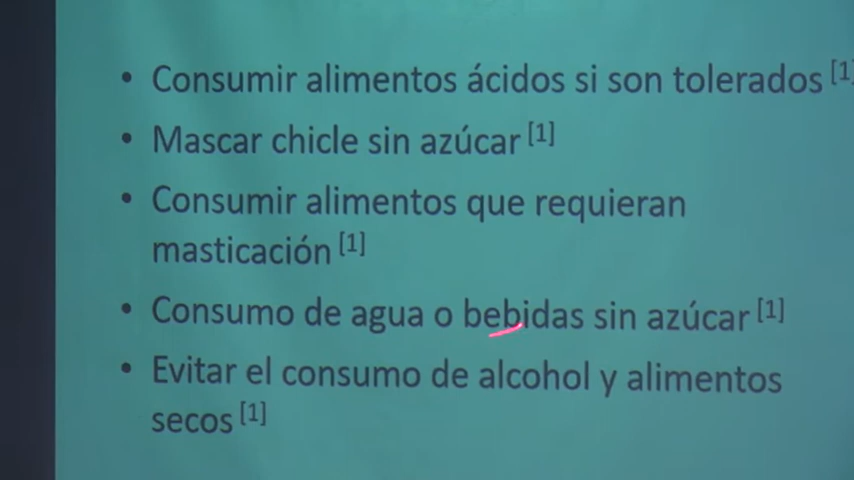 • Consumir alimentos ácidos si son tolerados [1]
• Mascar chicle sin azúcar [1]
• Consumir alimentos que requieran
masticación [1]
• Consumo de agua o bebidas sin azúcar [1]
• Evitar el consumo de alcohol y alimentos
secos [1]